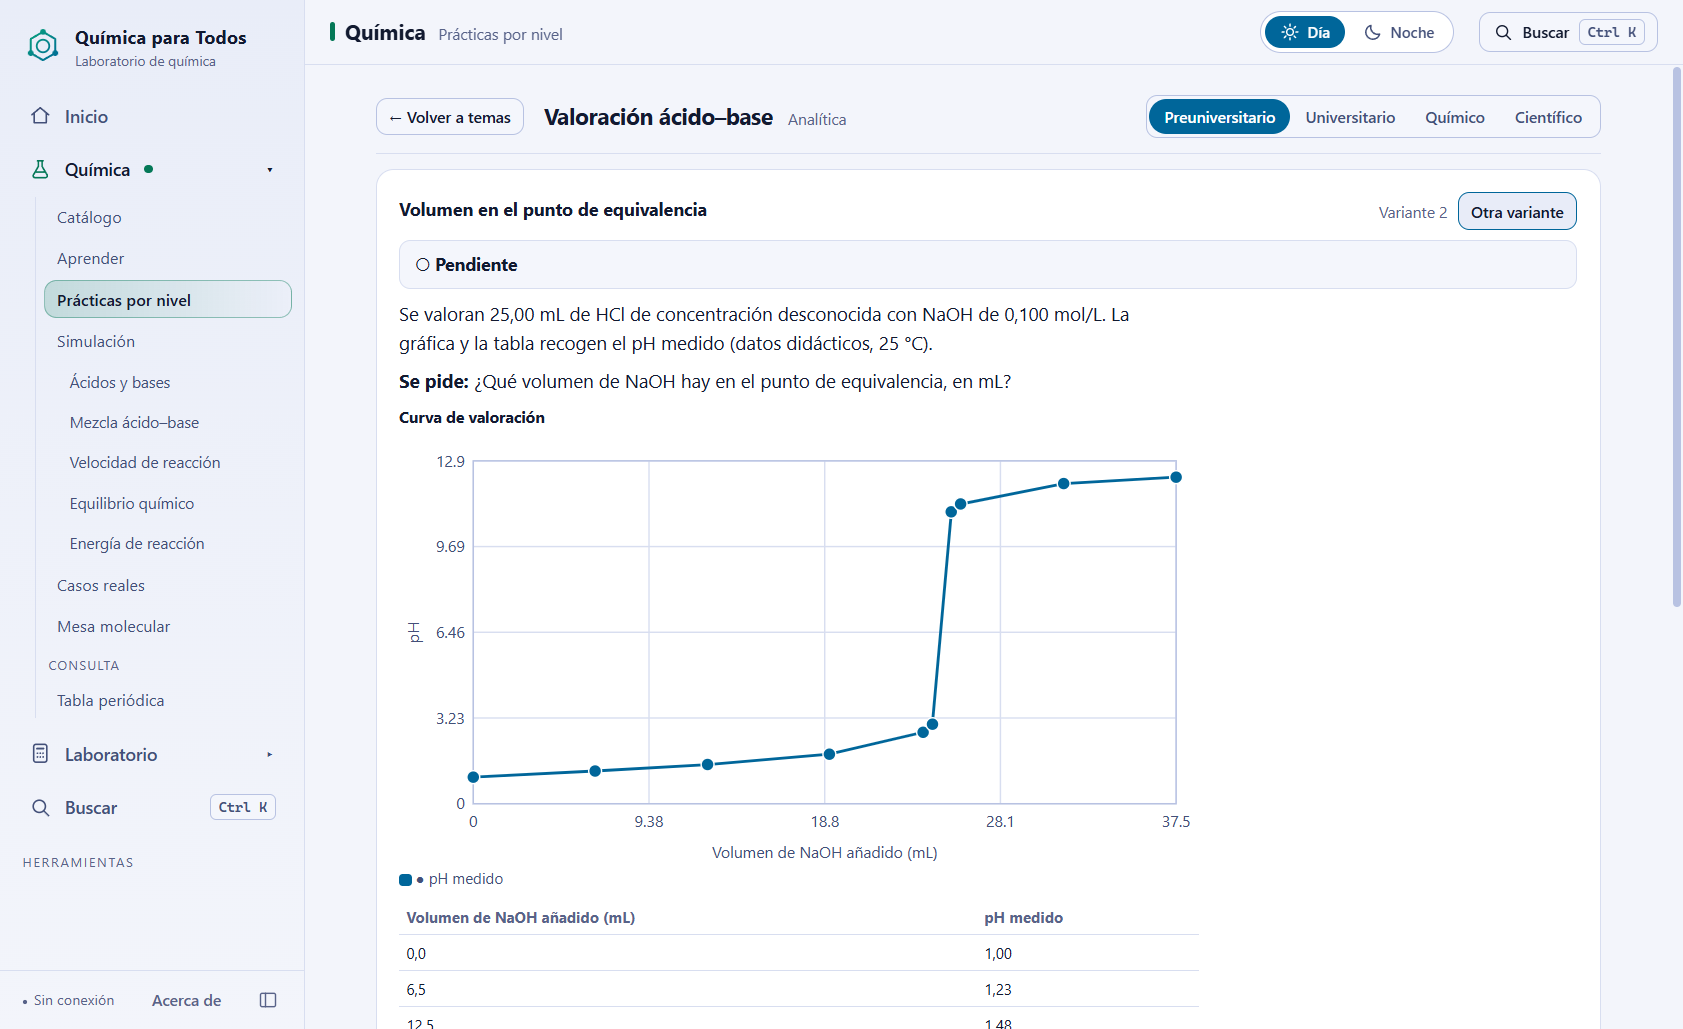 Química para Todos
Laboratorio de química
Inicio
Química
Catálogo
Aprender
Prácticas por nivel
Simulación
Ácidos y bases
Mezcla ácido–base
Velocidad de reacción
Equilibrio químico
Energía de reacción
Casos reales
Mesa molecular
CONSULTA
Tabla periódica
Laboratorio
Buscar Ctrl K
HERRAMIENTAS
Sin conexión Acerca de
Química Prácticas por nivel
Día Noche
Buscar Ctrl K
← Volver a temas
Valoración ácido–base Analítica
Preuniversitario Universitario Químico Científico
Volumen en el punto de equivalencia
Variante 2 Otra variante
Pendiente
Se valoran 25,00 mL de HCl de concentración desconocida con NaOH de 0,100 mol/L. La
gráfica y la tabla recogen el pH medido (datos didácticos, 25 °C).
Se pide: ¿Qué volumen de NaOH hay en el punto de equivalencia, en mL?
Curva de valoración
12.9
9.69
pH 6.46
3.23
0
0 9.38 18.8 28.1 37.5
Volumen de NaOH añadido (mL)
● pH medido
Volumen de NaOH añadido (mL) pH medido
0,0 1,00
6,5 1,23
12,5 1,48